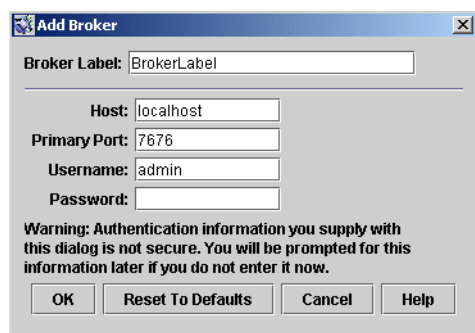 Add Broker
Broker Label: BrokerLabel
Host: localhost
Primary Port: 7676
Username: admin
Password:
Warning: Authentication information you supply with
this dialog is not secure. You will be prompted for this
information later if you do not enter it now.
OK Reset To Defaults Cancel Help